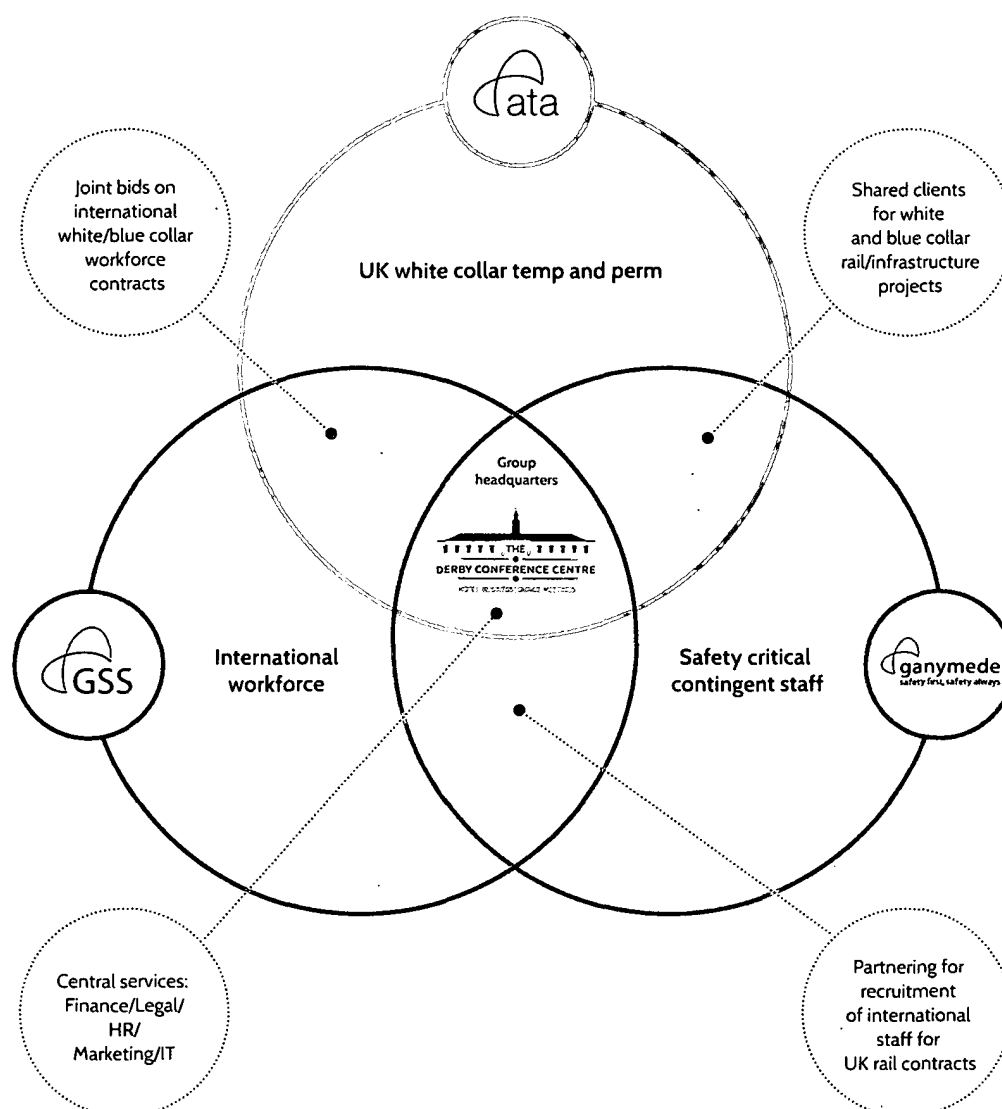 ata
Joint bids on
international
white/blue collar
workforce
contracts
Shared clients
for white
and blue collar
rail/infrastructure
projects
UK white collar temp and perm
Group
headquarters
THE
DERBY CONFERENCE CENTRE
GSS
International
workforce
Safety critical
contingent staff
ganymede
safety first, safety always
Central services:
Finance/Legal/
HR/
Marketing/IT
Partnering for
recruitment
of international
staff for
UK rail contracts